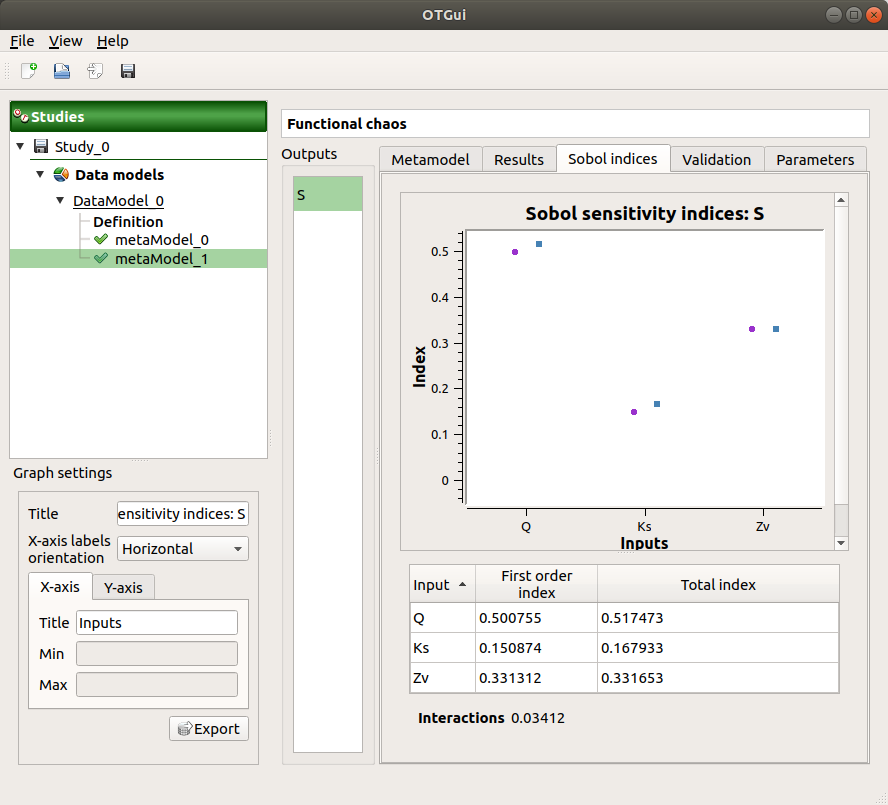 OTGui
File View Help
Studies
Study_0
Data models
DataModel_0
Definition
metaModel_0
metaModel_1
Graph settings
Title ensitivity indices: S
X-axis labels
orientation
Horizontal
X-axis Y-axis
Title Inputs
Min
Max
Export
Functional chaos
Outputs
S
Metamodel Results Sobol indices Validation Parameters
Sobol sensitivity indices: S
Index
0.5
0.4
0.3
0.2
0.1
0
Q Ks Zv
Inputs
Input First order index Total index
Q 0.500755 0.517473
Ks 0.150874 0.167933
Zv 0.331312 0.331653
Interactions 0.03412